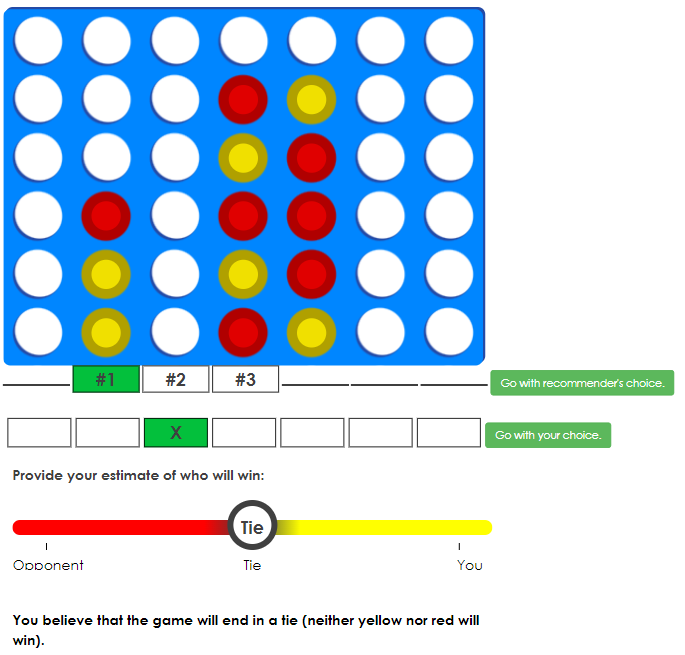 #1 #2 #3 Go with recommender's choice.
X Go with your choice.
Provide your estimate of who will win:
Tie
Opponent Tie You
You believe that the game will end in a tie (neither yellow nor red will
win).